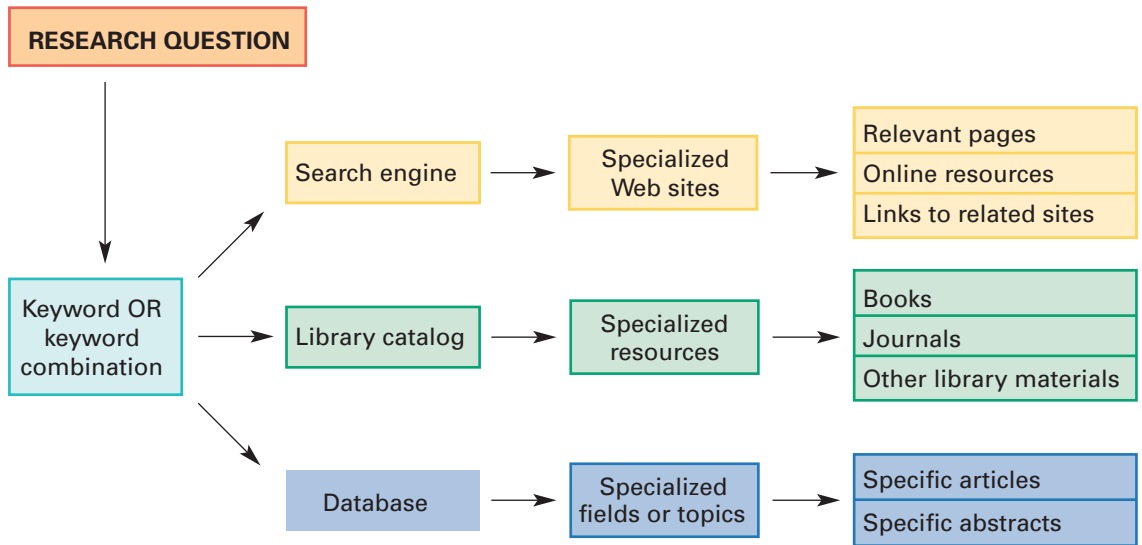 RESEARCH QUESTION
Search engine
Specialized
Web sites
Relevant pages
Online resources
Links to related sites
Keyword OR
keyword
combination
Library catalog
Specialized
resources
Books
Journals
Other library materials
Database
Specialized
fields or topics
Specific articles
Specific abstracts